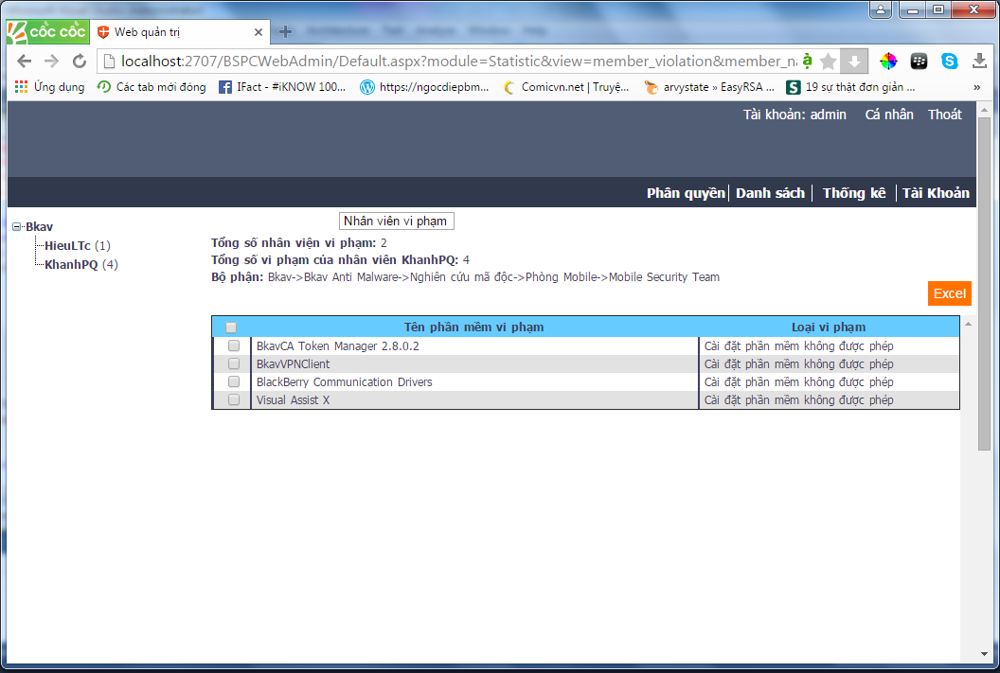 cốc cốc Web quản trị
localhost:2707/BSPCWebAdmin/Default.aspx?module=Statistic&view=member_violation&member_n
Ứng dụng Các tab mới đóng IFact - #iKNOW 100... https://ngocdiepbm... Comicvn.net | Truyệ... arvystate » EasyRSA ... 19 sự thật đơn giản ... »
Tài khoản: admin Cá nhân Thoát
Phân quyền Danh sách Thống kê Tài Khoản
Bkav
HieuLTc (1)
KhanhPQ (4)
Nhân viên vi phạm
Tổng số nhân viện vi phạm: 2
Tổng số vi phạm của nhân viên KhanhPQ: 4
Bộ phận: Bkav->Bkav Anti Malware->Nghiên cứu mã độc->Phòng Mobile->Mobile Security Team
Excel
Tên phần mềm vi phạm Loại vi phạm
BkavCA Token Manager 2.8.0.2 Cài đặt phần mềm không được phép
BkavVPNClient Cài đặt phần mềm không được phép
BlackBerry Communication Drivers Cài đặt phần mềm không được phép
Visual Assist X Cài đặt phần mềm không được phép